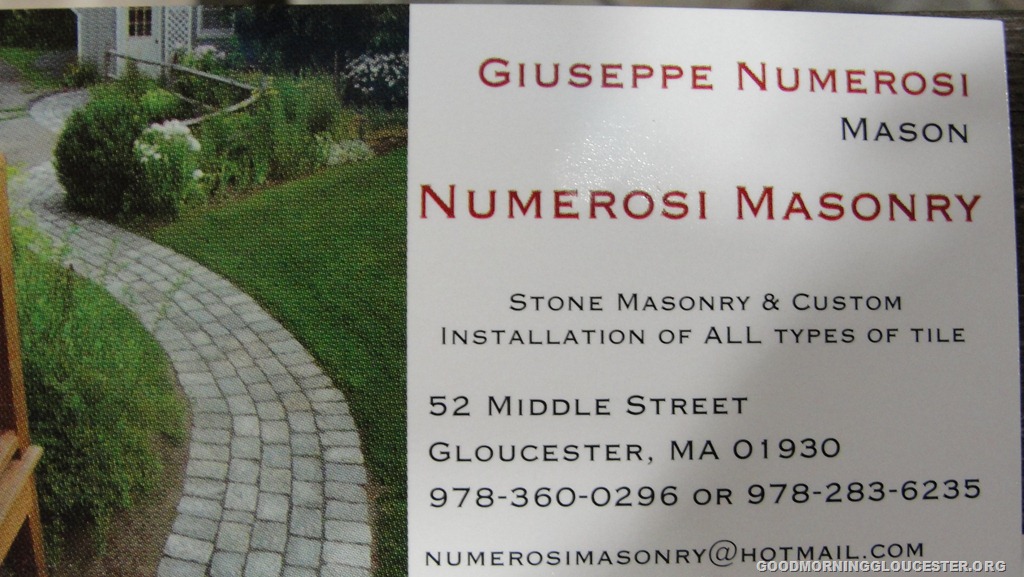 Giuseppe Numerosi
Mason
Numerosi Masonry
Stone Masonry & Custom
Installation of ALL types of tile
52 Middle Street
Gloucester, MA 01930
978-360-0296 or 978-283-6235
numerosimasonry@hotmail.com
GOODMORNINGGLOUCESTER.ORG